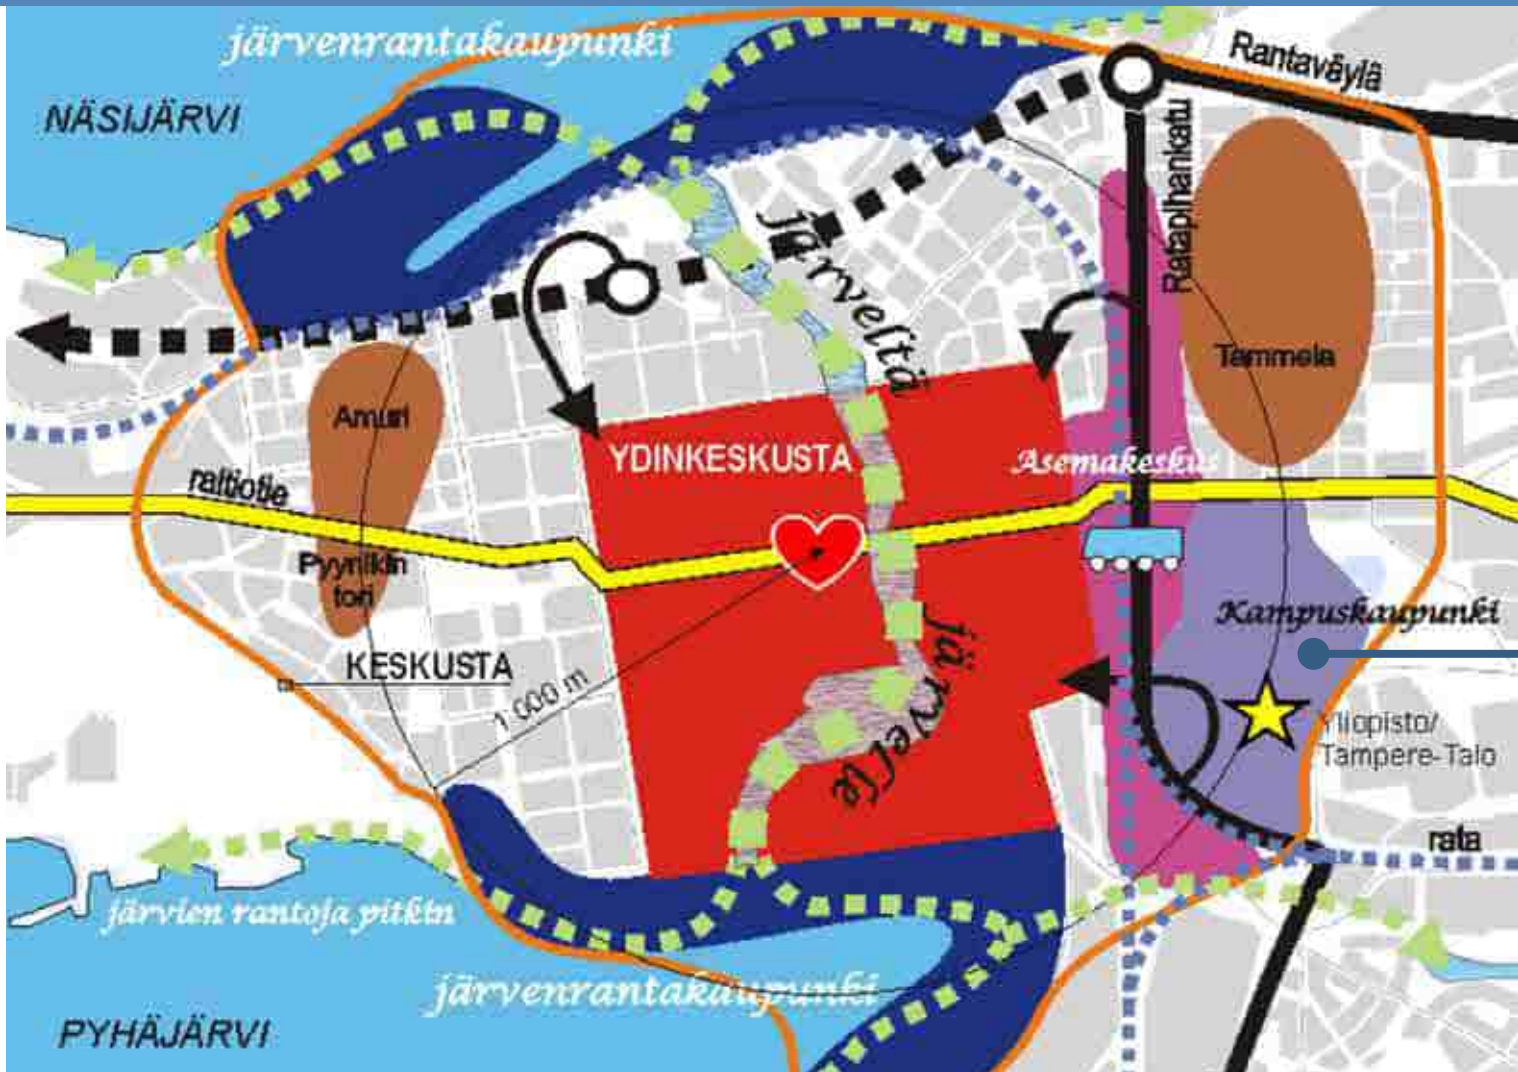 järvenrantakaupunki
Rantaväylä
NÄSIJÄRVI
Ratapihankatu
järveltä
Tammela
Amuri
YDINKESKUSTA
Asemakeskus
raitiotie
Pyynikin
tori
Kampuskaupunki
KESKUSTA
1 000 m
järvelle
Yliopisto/
Tampere-Talo
rata
järvien rantoja pitkin
järvenrantakaupunki
PYHÄJÄRVI